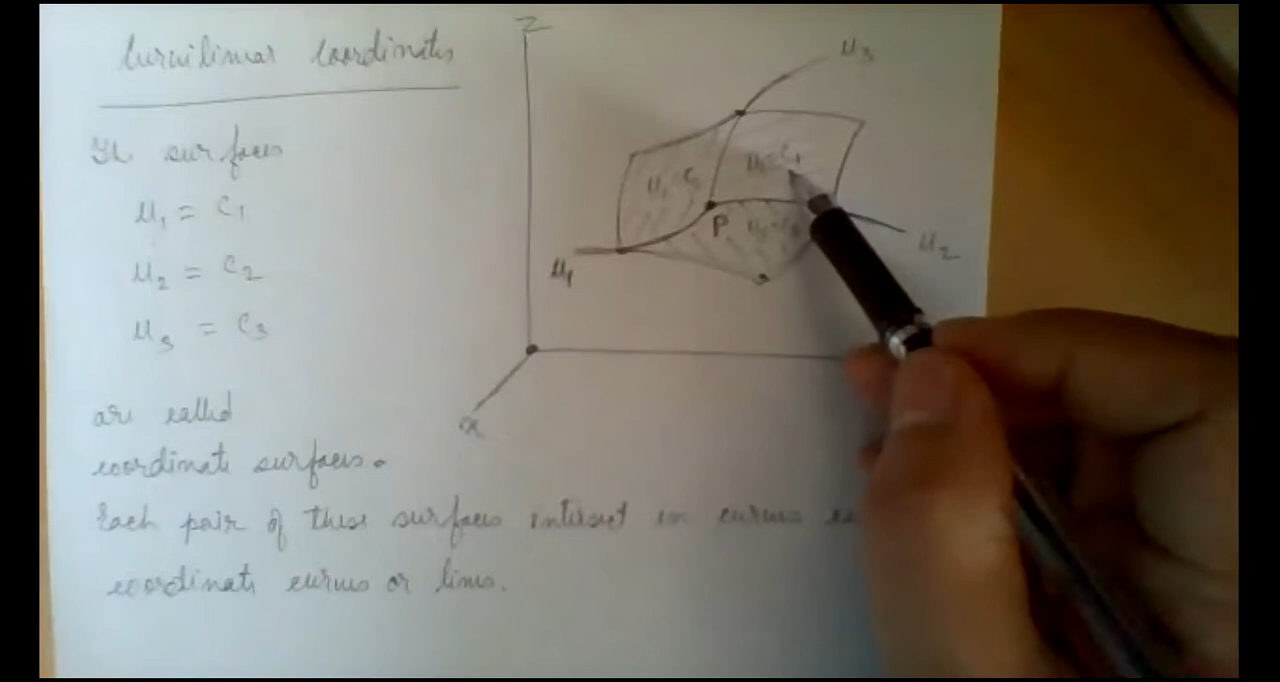 Curvilinear Coordinates
The surfaces
u₁ = c₁
u₂ = c₂
u₃ = c₃
are called
coordinate surfaces.
Each pair of these surfaces intersect in curves
coordinate curves or lines.
z
u₃
u₁ = c₁
P
u₂
u₁
x